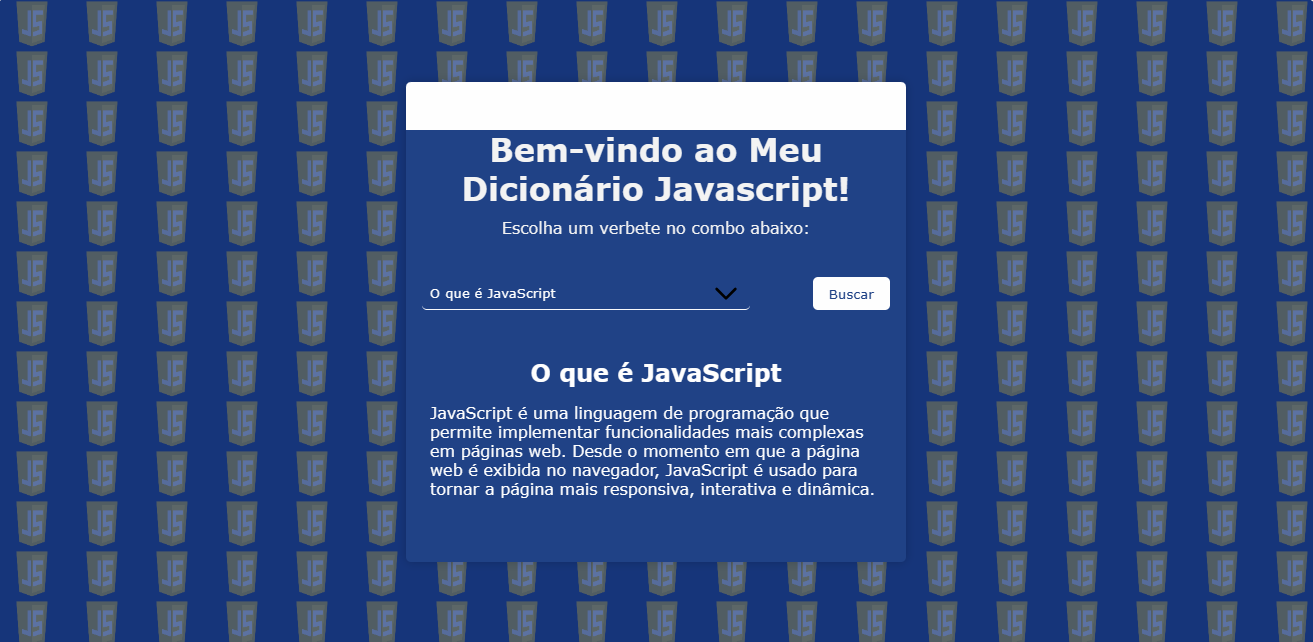 Bem-vindo ao Meu
Dicionário Javascript!
Escolha um verbete no combo abaixo:
O que é JavaScript
Buscar
O que é JavaScript
JavaScript é uma linguagem de programação que
permite implementar funcionalidades mais complexas
em páginas web. Desde o momento em que a página
web é exibida no navegador, JavaScript é usado para
tornar a página mais responsiva, interativa e dinâmica.